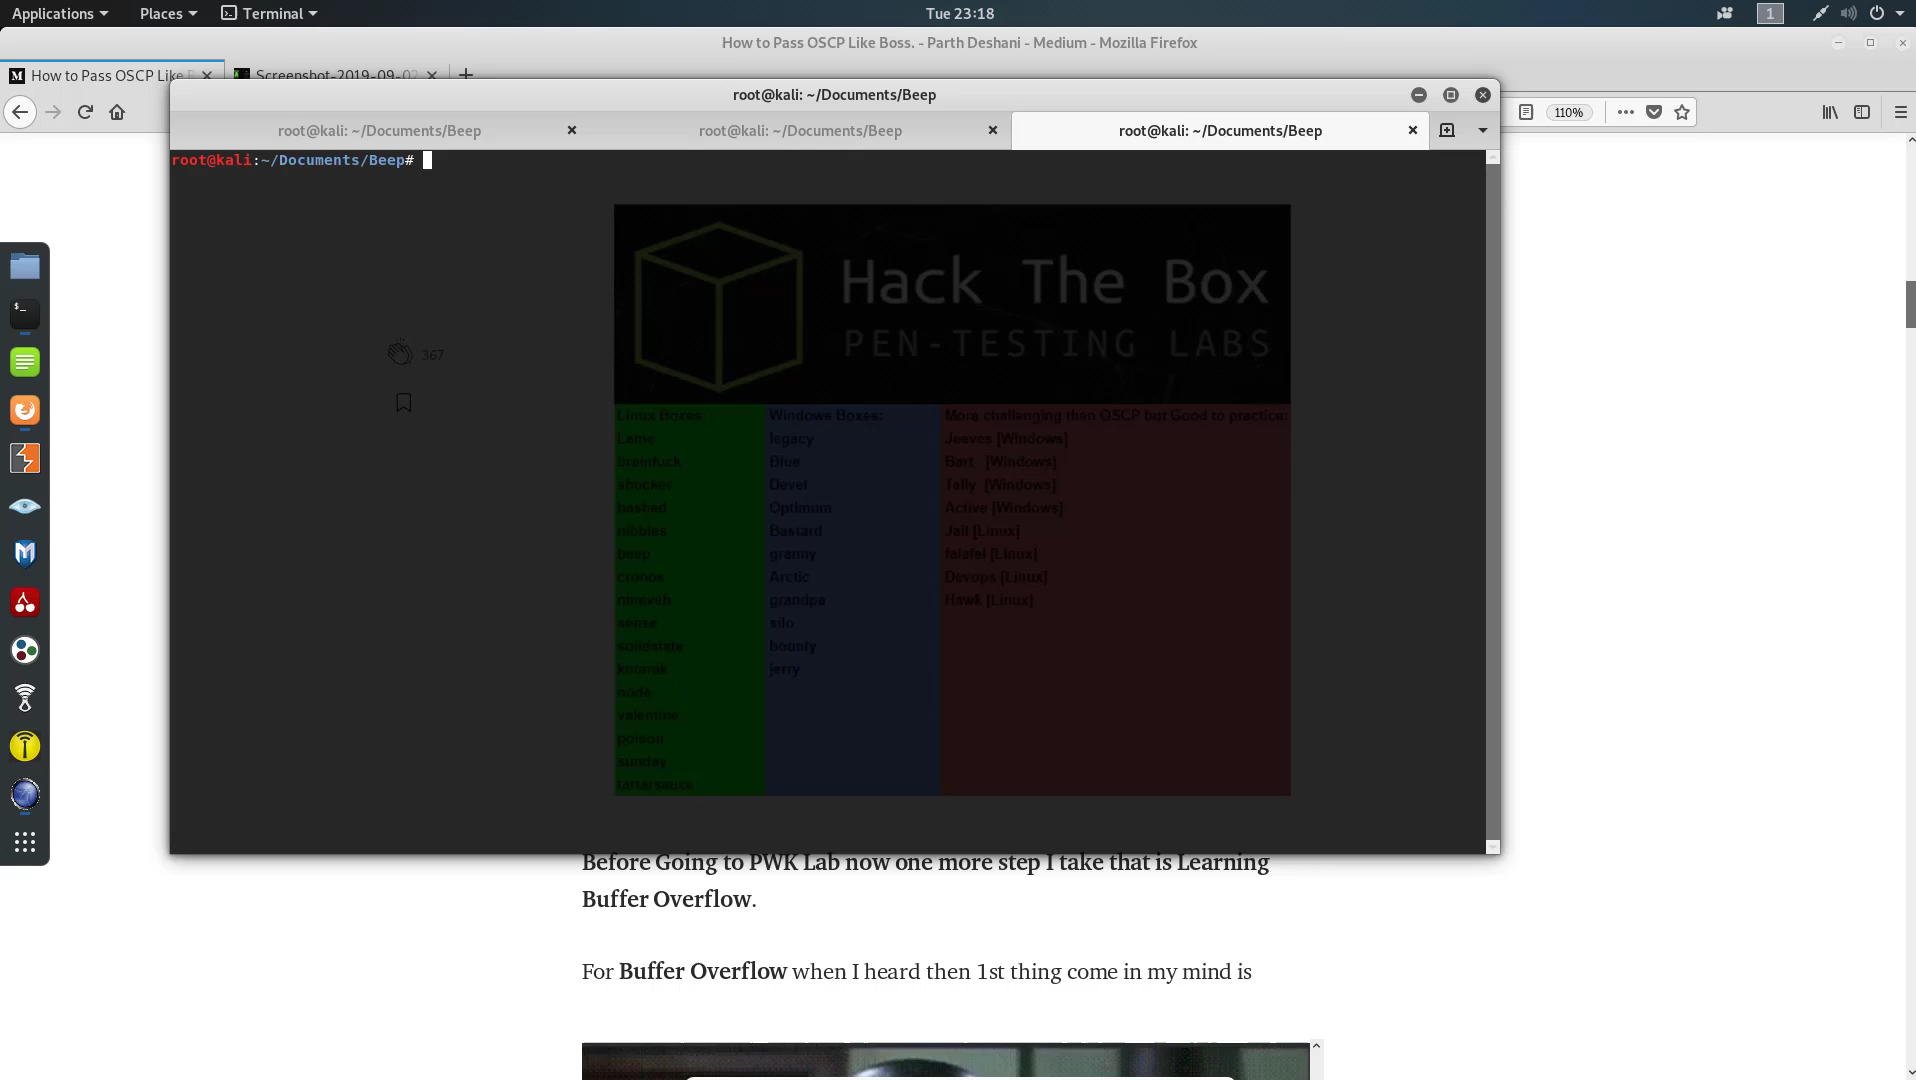 Applications Places Terminal Tue 23:18 1
How to Pass OSCP Like Boss. - Parth Deshani - Medium - Mozilla Firefox
How to Pass OSCP Like Screenshot-2019-09-02
root@kali: ~/Documents/Beep
110%
root@kali: ~/Documents/Beep root@kali: ~/Documents/Beep root@kali: ~/Documents/Beep
root@kali:~/Documents/Beep#
Hack The Box
PEN-TESTING LABS
367
Linux Boxes Windows Boxes: More challenging than OSCP but Good to practice:
Lame legacy Jeeves [Windows]
brainfuck Blue Bart [Windows]
shocker Devel Tally [Windows]
bashed Optimum Active [Windows]
nibbles Bastard Jail [Linux]
beep granny falafel [Linux]
cronos Arctic Devops [Linux]
nineveh grandpa Hawk [Linux]
sense silo
solidstate bounty
kotarak jerry
node
valentine
poison
sunday
tartarsauce
Before Going to PWK Lab now one more step I take that is Learning
Buffer Overflow.
For Buffer Overflow when I heard then 1st thing come in my mind is